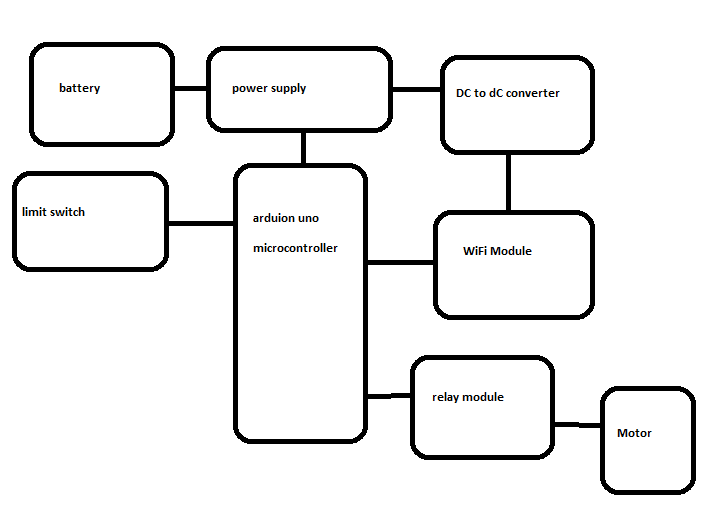 battery
power supply
DC to dC converter
limit switch
arduion uno
microcontroller
WiFi Module
relay module
Motor